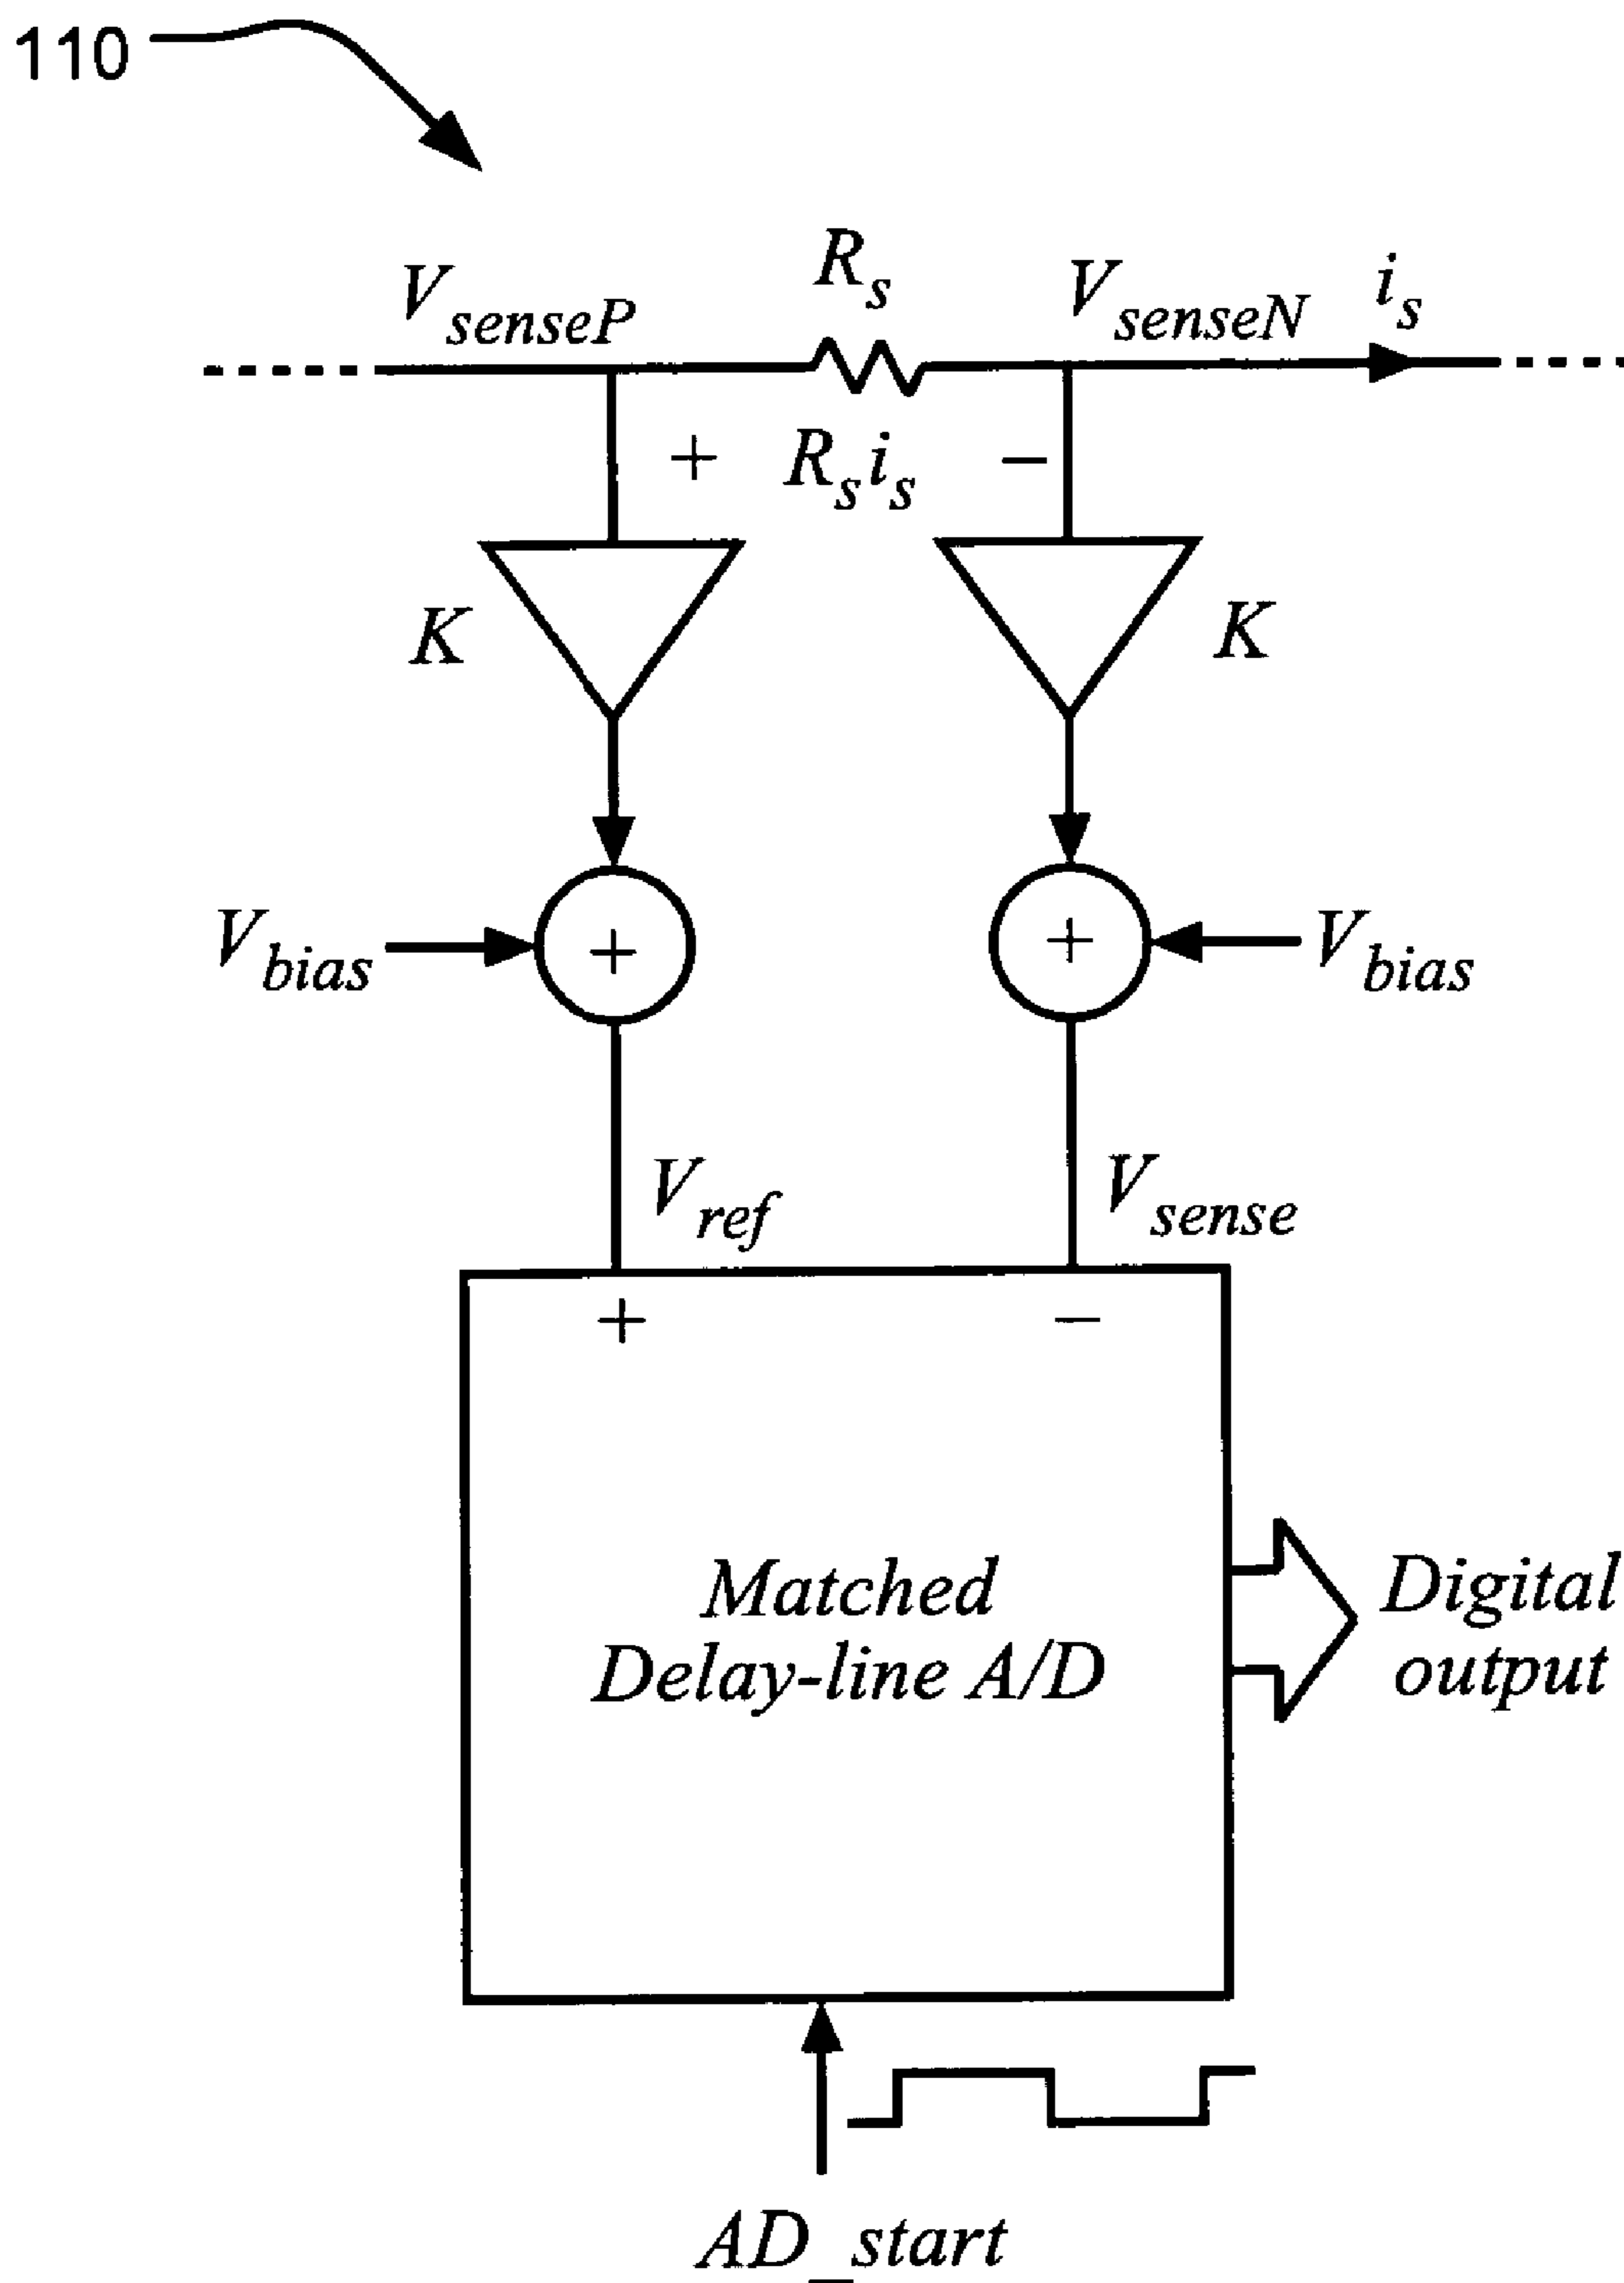 110
V_senseP R_s V_senseN i_s
+ R_s i_s −
K K
V_bias + + V_bias
V_ref V_sense
+ −
Matched
Delay-line A/D
Digital
output
AD_start